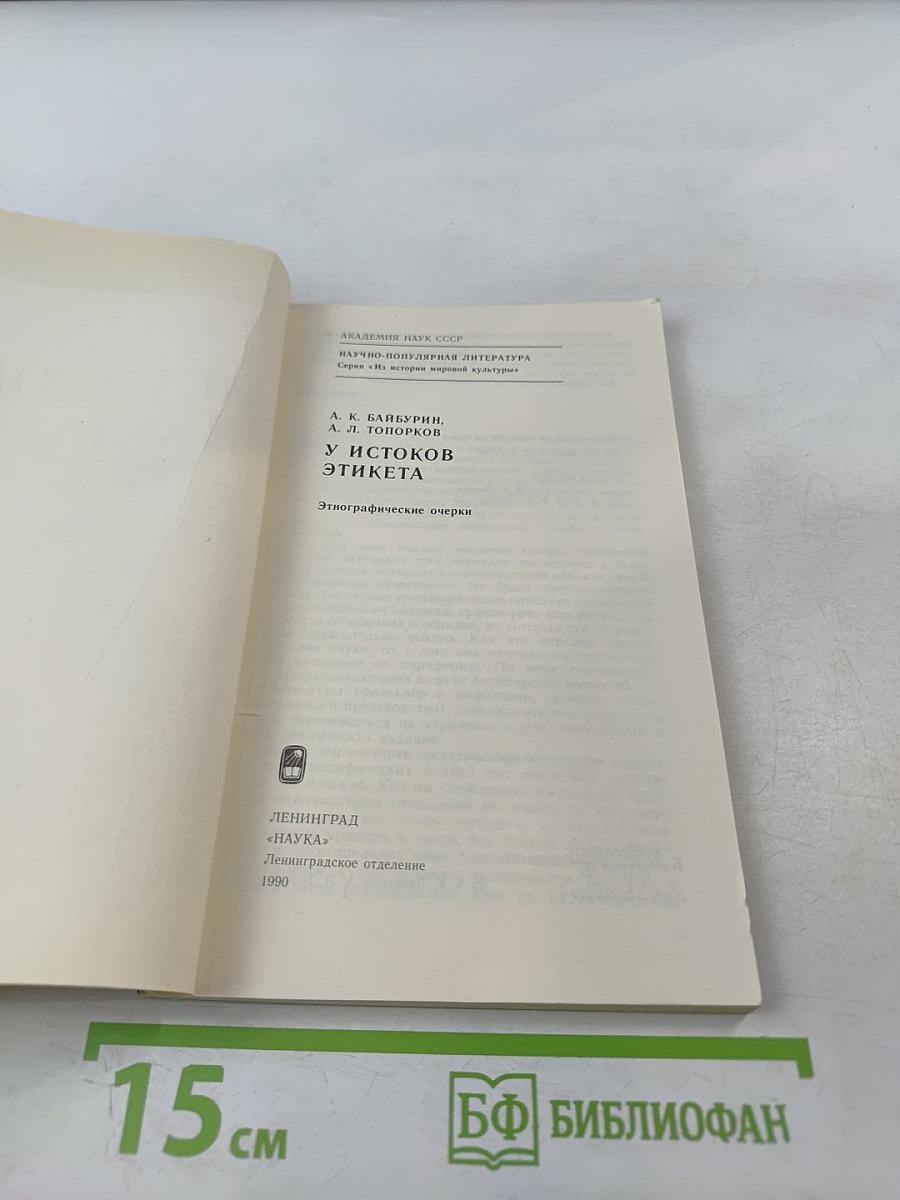 АКАДЕМИЯ НАУК СССР
НАУЧНО-ПОПУЛЯРНАЯ ЛИТЕРАТУРА
Серия «Из истории мировой культуры»
А. К. БАЙБУРИН,
А. Л. ТОПОРКОВ
У ИСТОКОВ
ЭТИКЕТА
Этнографические очерки
ЛЕНИНГРАД
«НАУКА»
Ленинградское отделение
1990
15 см
БФ БИБЛИОФАН